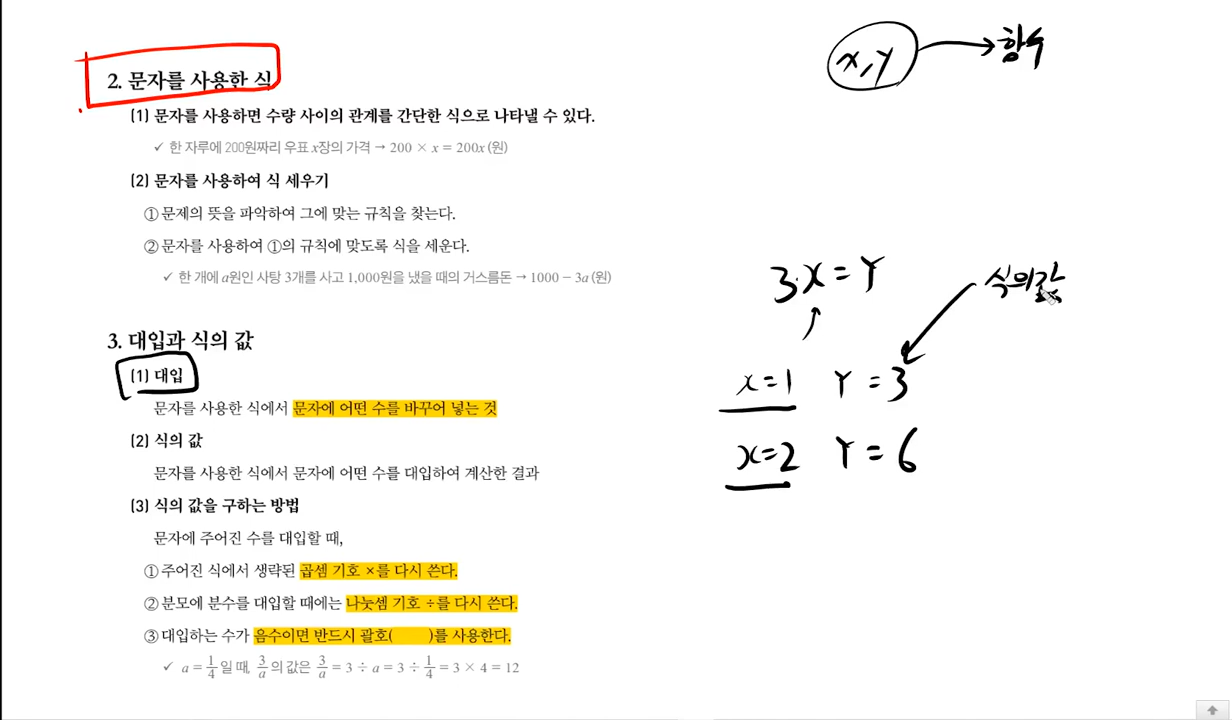 2. 문자를 사용한 식
(1) 문자를 사용하면 수량 사이의 관계를 간단한 식으로 나타낼 수 있다.
✓ 한 자루에 200원짜리 우표 x장의 가격 → 200 × x = 200x (원)
(2) 문자를 사용하여 식 세우기
① 문제의 뜻을 파악하여 그에 맞는 규칙을 찾는다.
② 문자를 사용하여 ①의 규칙에 맞도록 식을 세운다.
✓ 한 개에 a원인 사탕 3개를 사고 1,000원을 냈을 때의 거스름돈 → 1000 − 3a (원)
3. 대입과 식의 값
(1) 대입
문자를 사용한 식에서 문자에 어떤 수를 바꾸어 넣는 것
(2) 식의 값
문자를 사용한 식에서 문자에 어떤 수를 대입하여 계산한 결과
(3) 식의 값을 구하는 방법
문자에 주어진 수를 대입할 때,
① 주어진 식에서 생략된 곱셈 기호 ×를 다시 쓴다.
② 분모에 분수를 대입할 때에는 나눗셈 기호 ÷를 다시 쓴다.
③ 대입하는 수가 음수이면 반드시 괄호( )를 사용한다.
✓ a = 1/4일 때, 3/a의 값은 3/a = 3 ÷ a = 3 ÷ 1/4 = 3 × 4 = 12
x, y → 함수
3·x = Y
식의 값
x=1 Y = 3
x=2 Y = 6